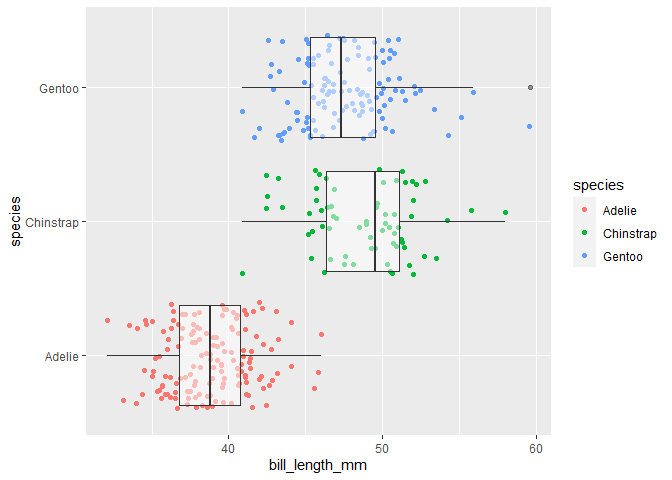 Gentoo
Chinstrap
Adelie
species
40
50
60
bill_length_mm
species
Adelie
Chinstrap
Gentoo